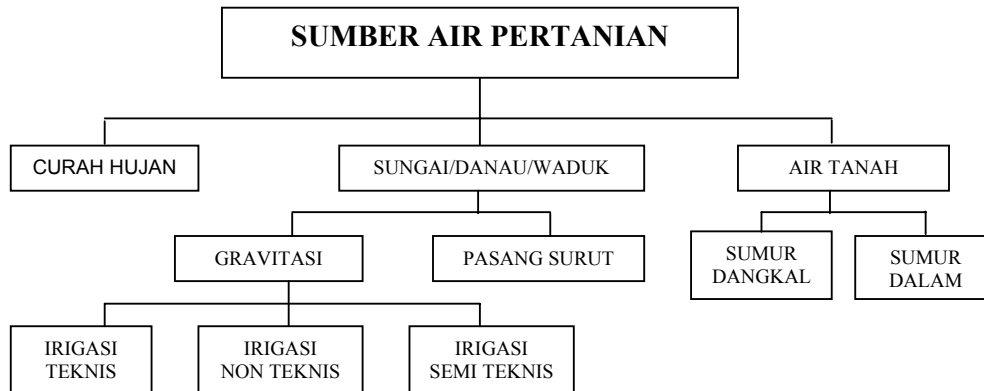 SUMBER AIR PERTANIAN
CURAH HUJAN
SUNGAI/DANAU/WADUK
AIR TANAH
GRAVITASI
PASANG SURUT
SUMUR
DANGKAL
SUMUR
DALAM
IRIGASI
TEKNIS
IRIGASI
NON TEKNIS
IRIGASI
SEMI TEKNIS